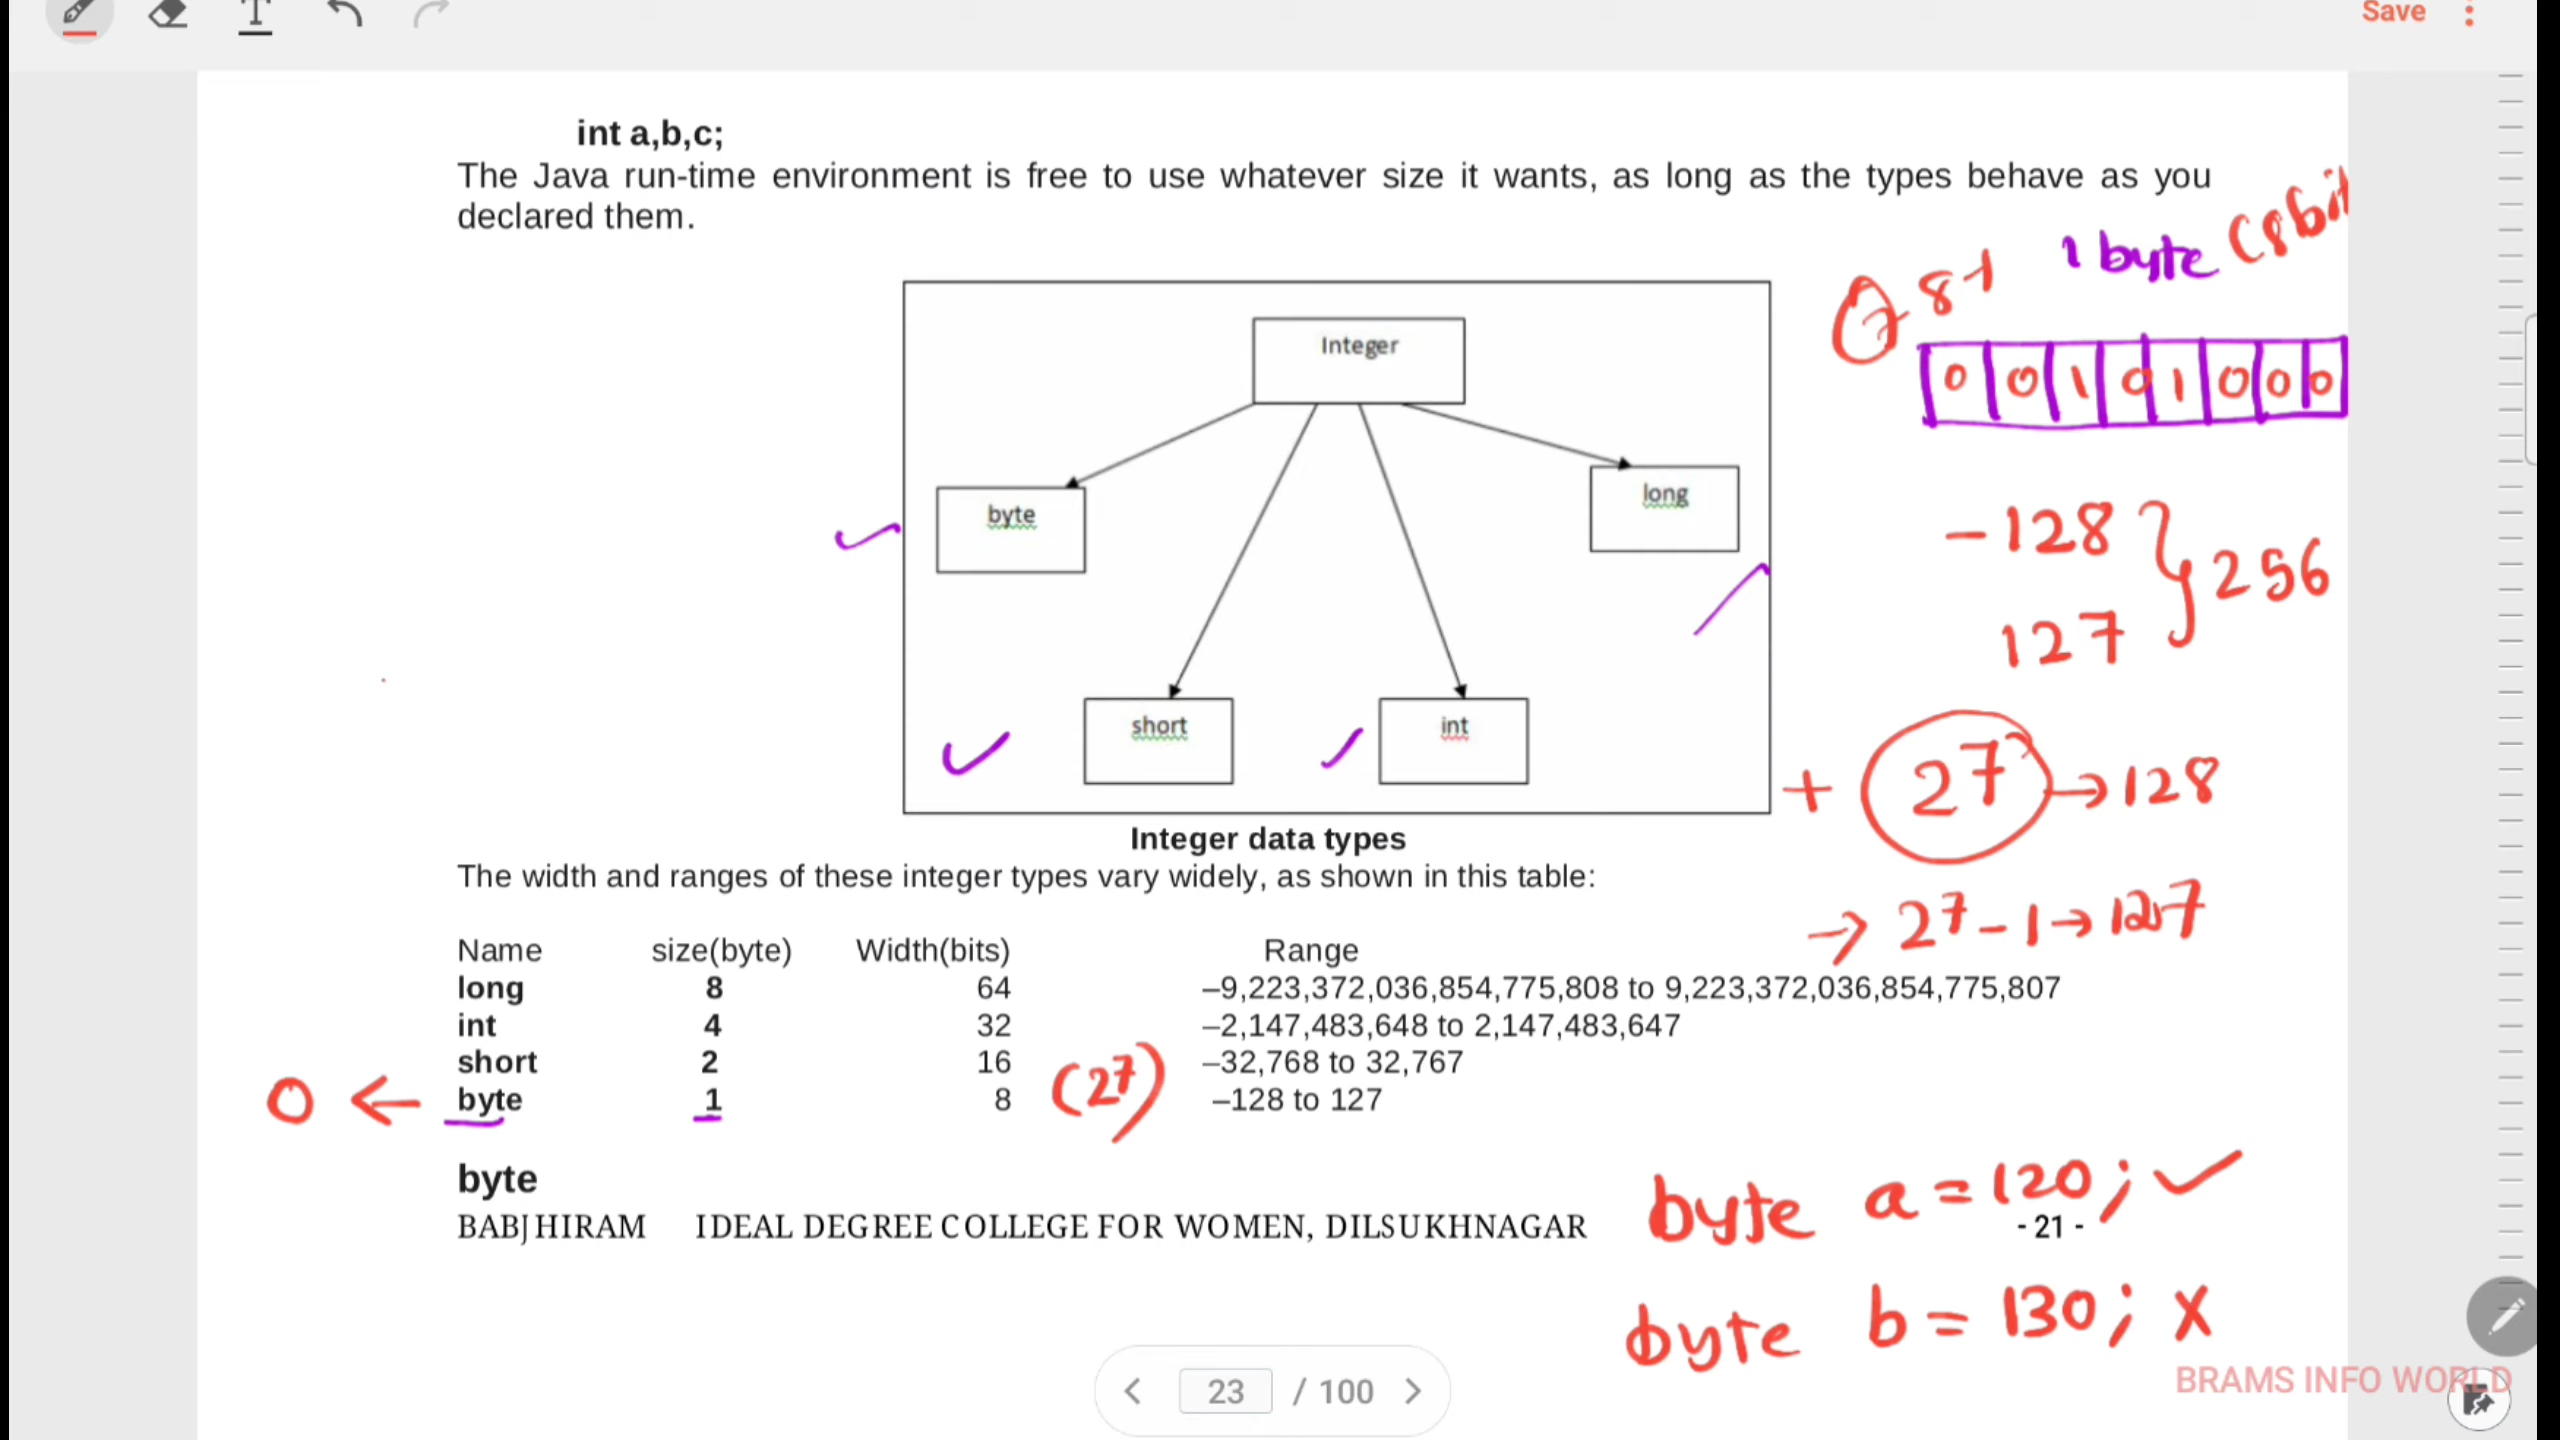 T
Save
int a,b,c;
The Java run-time environment is free to use whatever size it wants, as long as the types behave as you
declared them.
1 byte (8bit
7 8-1
Integer
0 0 1 0 1 0 0 0
byte
long
-128
256
127
short
int
+ 2⁷ → 128
Integer data types
The width and ranges of these integer types vary widely, as shown in this table:
→ 2⁷ - 1 → 127
Name size(byte) Width(bits) Range
long 8 64 –9,223,372,036,854,775,808 to 9,223,372,036,854,775,807
int 4 32 –2,147,483,648 to 2,147,483,647
short 2 16 –32,768 to 32,767
0 ← byte 1 8 (2⁷) –128 to 127
byte
byte a = 120;
BABJHIRAM IDEAL DEGREE COLLEGE FOR WOMEN, DILSUKHNAGAR - 21 -
byte b = 130; x
BRAMS INFO WORLD
23 / 100